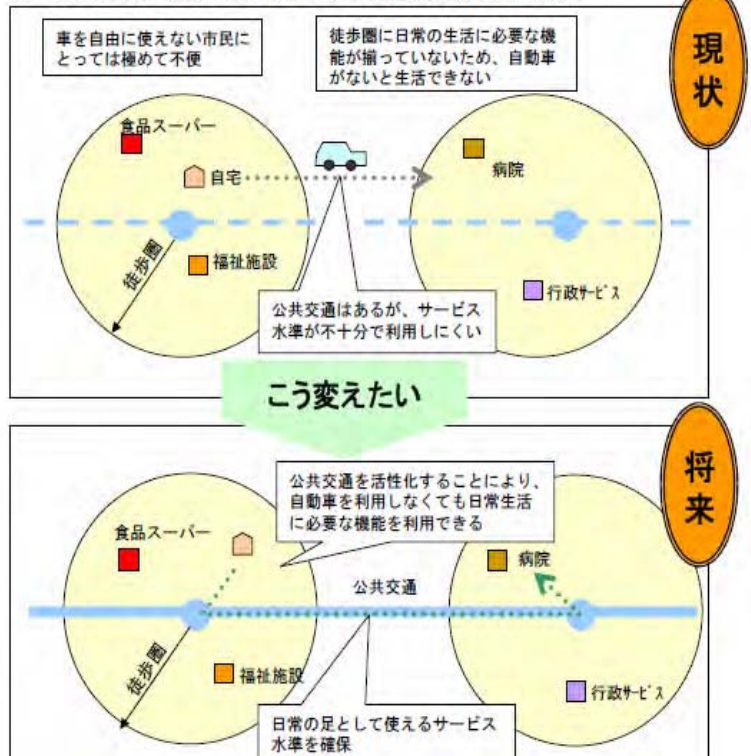 車を自由に使えない市民に
とっては極めて不便
徒歩圏に日常の生活に必要な機
能が揃っていないため、自動車
がないと生活できない
現状
食品スーパー
自宅
病院
徒歩圏
福祉施設
行政ｻｰﾋﾞｽ
公共交通はあるが、サービス
水準が不十分で利用しにくい
こう変えたい
将来
公共交通を活性化することにより、
自動車を利用しなくても日常生活
に必要な機能を利用できる
食品スーパー
病院
公共交通
徒歩圏
福祉施設
行政ｻｰﾋﾞｽ
日常の足として使えるサービス
水準を確保